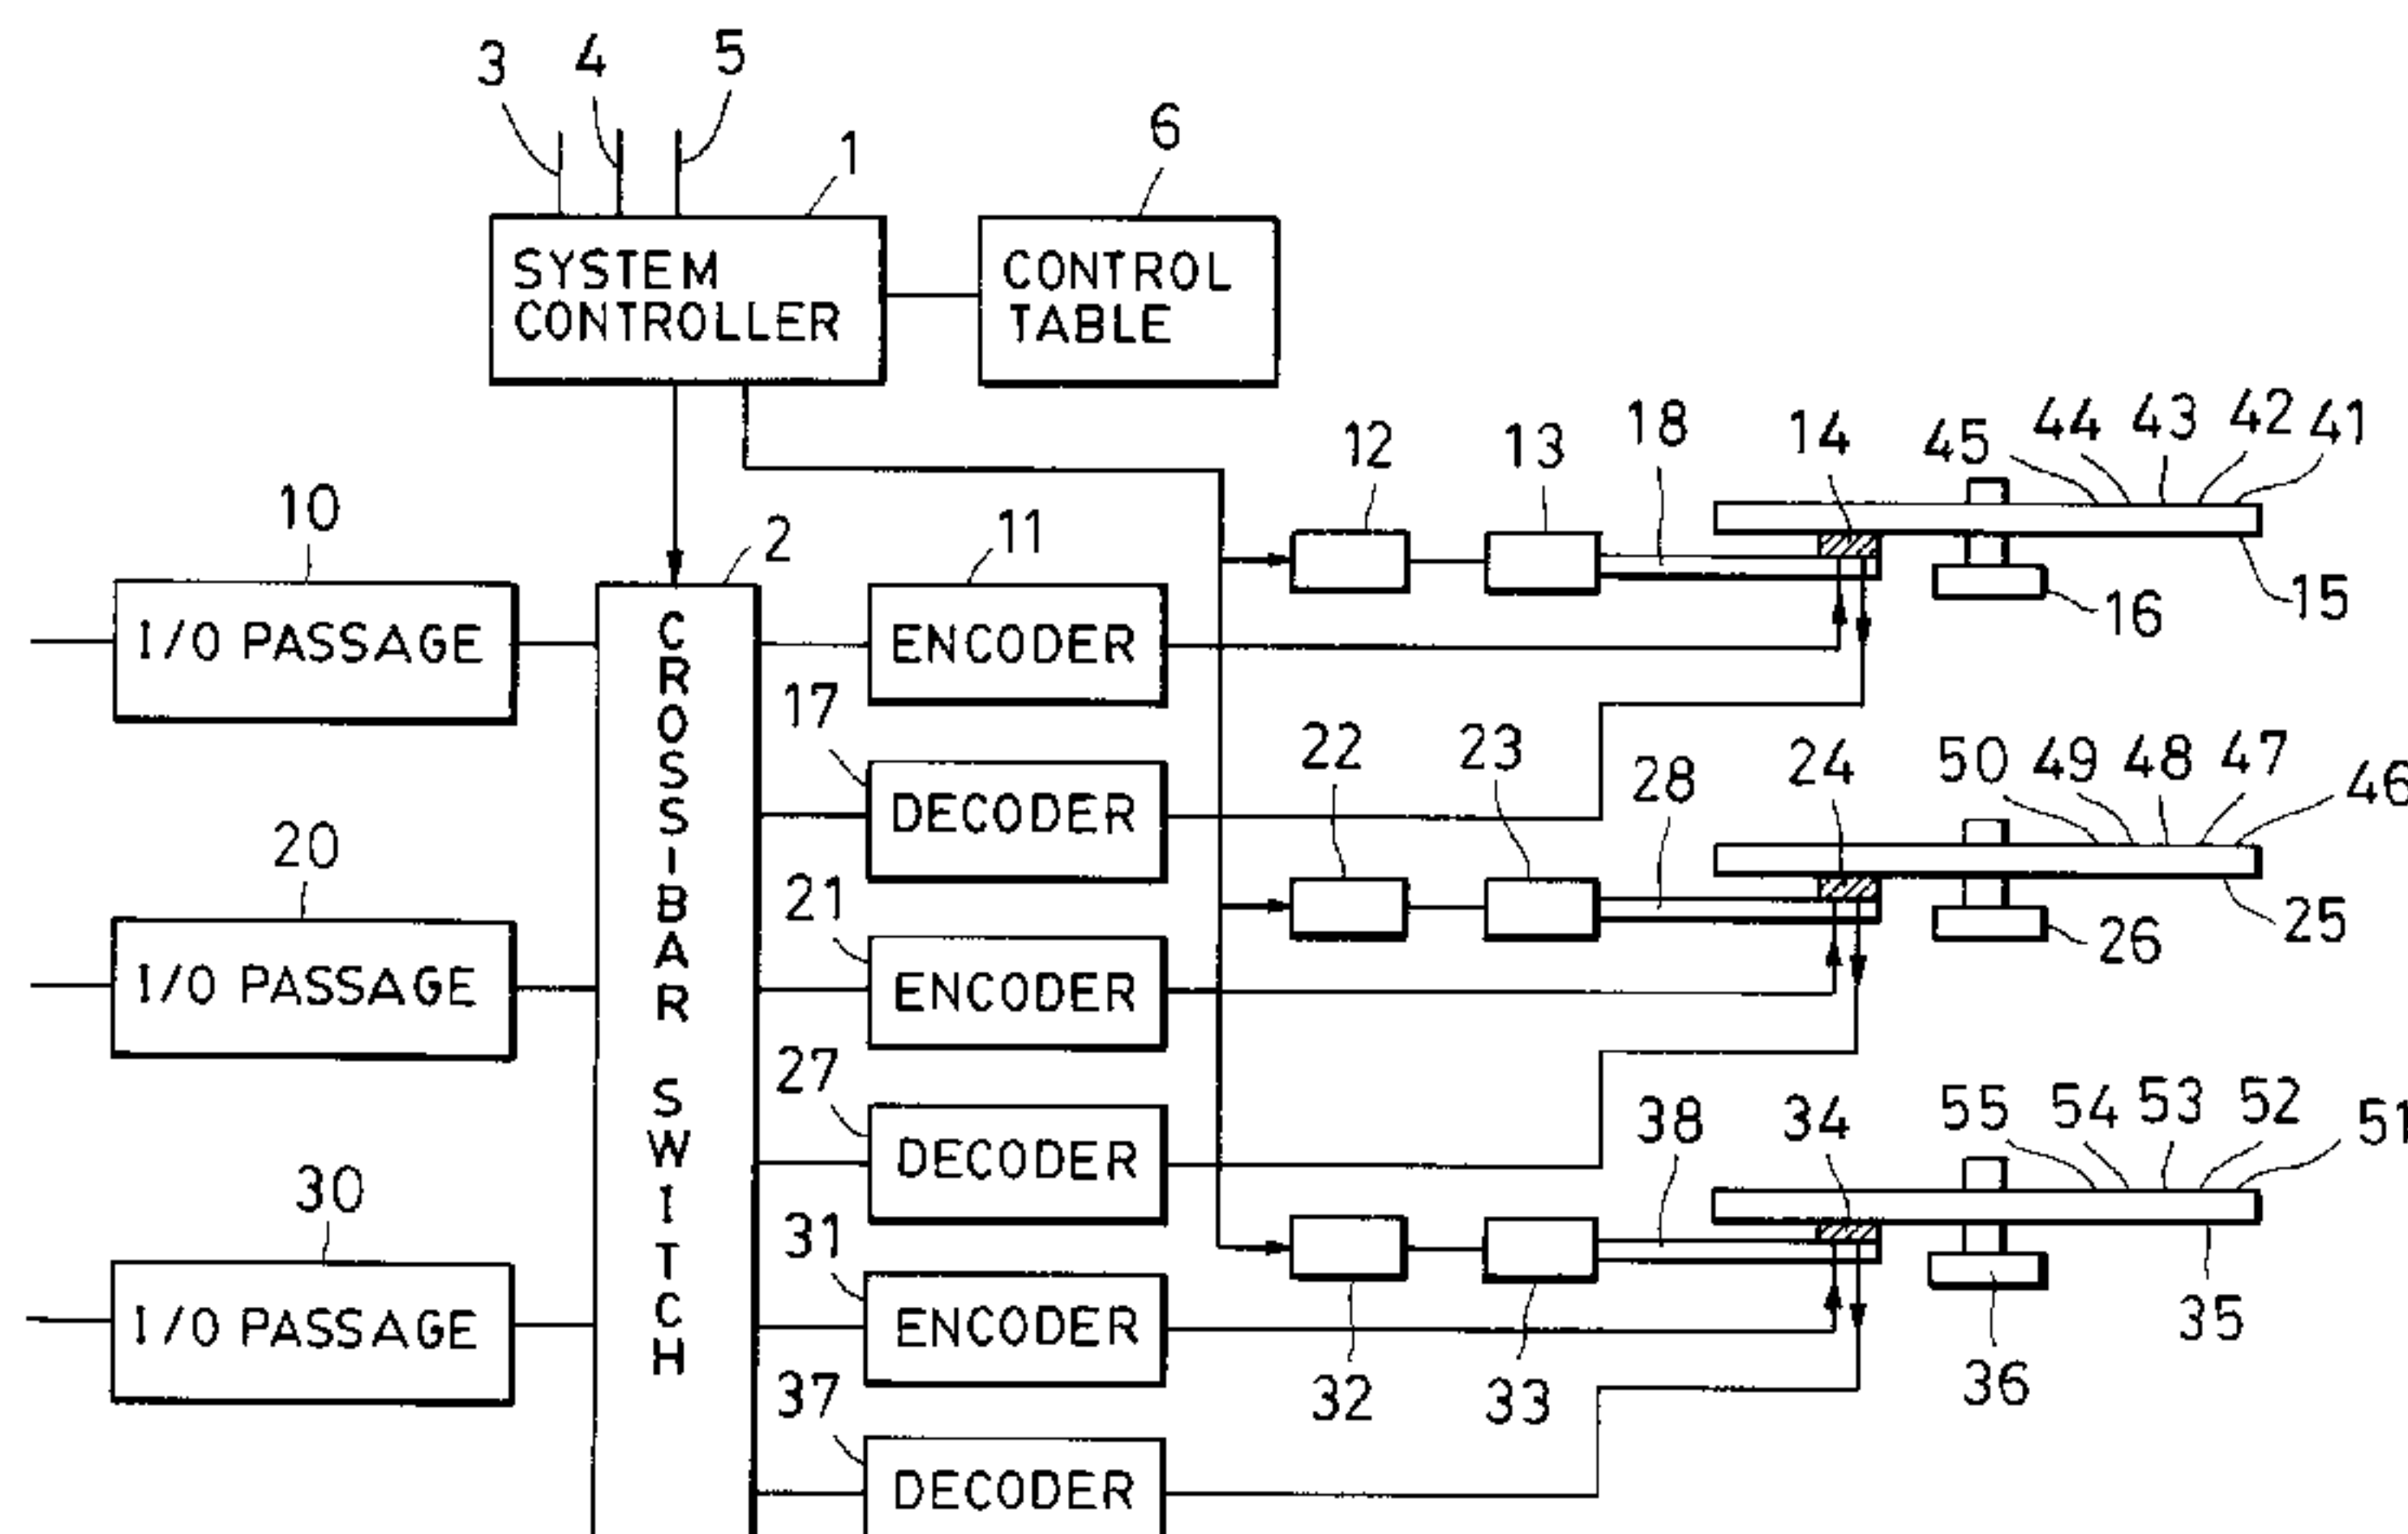 3 4 5
1 6
SYSTEM
CONTROLLER
CONTROL
TABLE
12 13 18 14 45 44 43 42 41
10 2 11
I/O PASSAGE
CROSSBAR SWITCH
ENCODER
16 15
17
DECODER
22 23 28 24 50 49 48 47 46
20
I/O PASSAGE
21
ENCODER
26 25
27
DECODER
38 34 55 54 53 52 51
30
I/O PASSAGE
31
ENCODER
32 33 36 35
37
DECODER